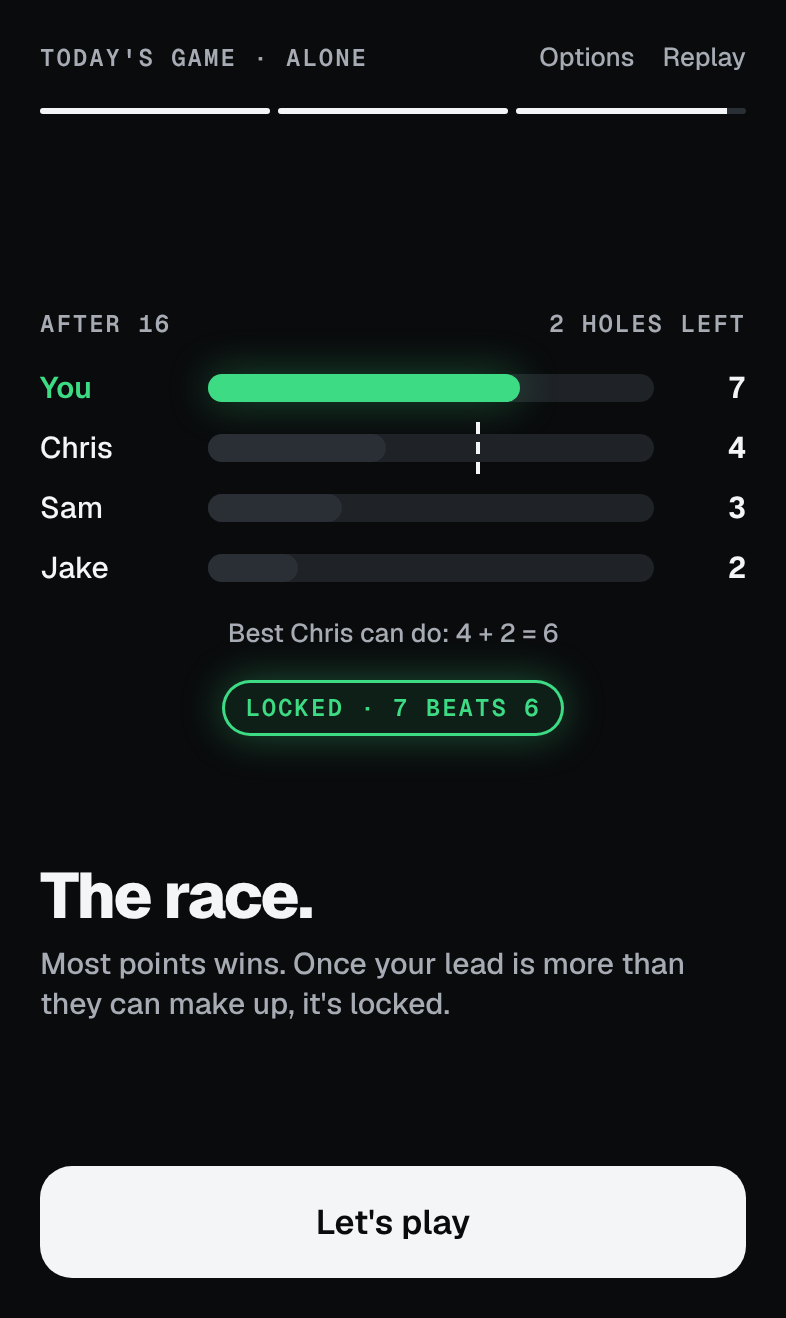 TODAY'S GAME · ALONE
Options
Replay
AFTER 16
2 HOLES LEFT
You
7
Chris
4
Sam
3
Jake
2
Best Chris can do: 4 + 2 = 6
LOCKED · 7 BEATS 6
The race.
Most points wins. Once your lead is more than
they can make up, it's locked.
Let's play